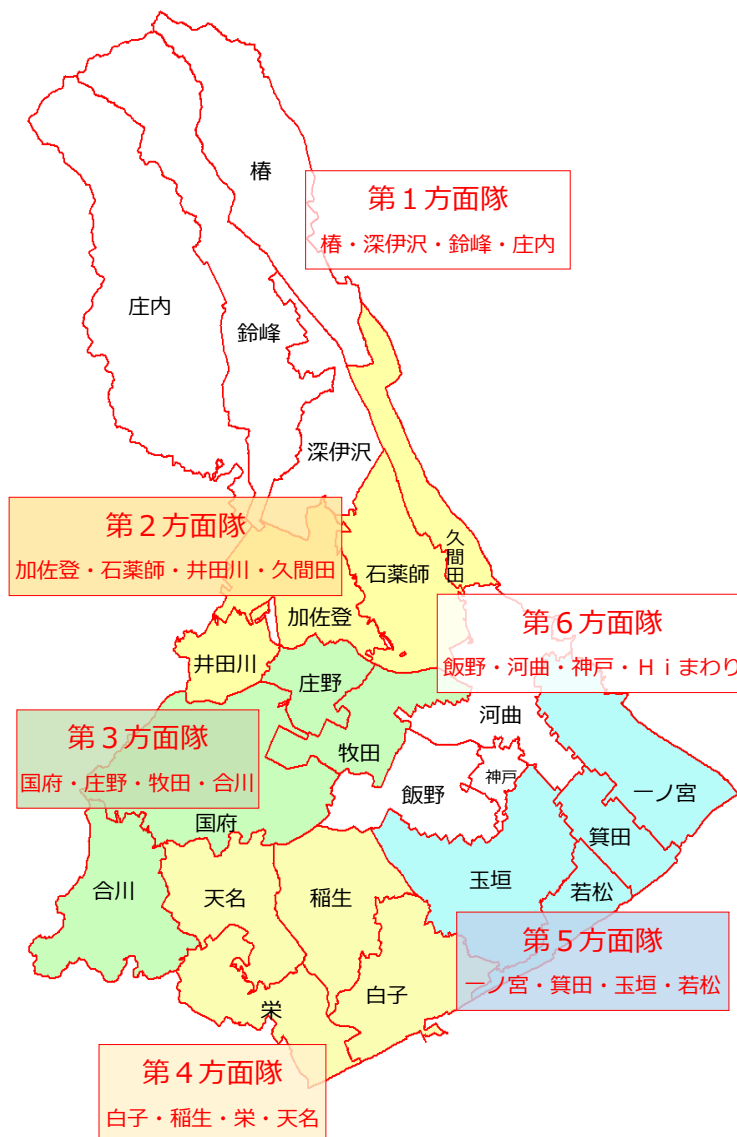 椿
第１方面隊
椿・深伊沢・鈴峰・庄内
庄内
鈴峰
深伊沢
第２方面隊
加佐登・石薬師・井田川・久間田
久間田
石薬師
加佐登
井田川
第６方面隊
飯野・河曲・神戸・Ｈｉまわり
庄野
河曲
第３方面隊
国府・庄野・牧田・合川
牧田
神戸
飯野
一ノ宮
国府
箕田
合川
天名
稲生
玉垣
若松
第５方面隊
一ノ宮・箕田・玉垣・若松
白子
栄
第４方面隊
白子・稲生・栄・天名